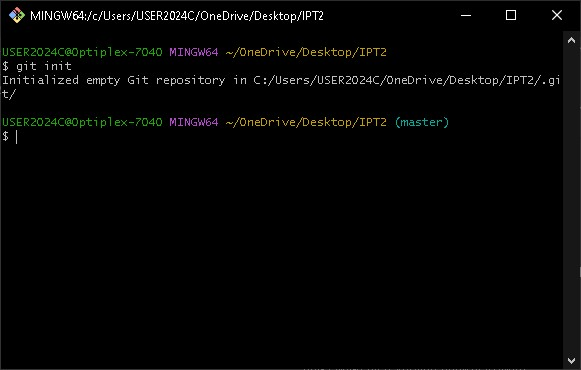 MINGW64:/c/Users/USER2024C/OneDrive/Desktop/IPT2
USER2024C@Optiplex-7040 MINGW64 ~/OneDrive/Desktop/IPT2
$ git init
Initialized empty Git repository in C:/Users/USER2024C/OneDrive/Desktop/IPT2/.gi
t/
USER2024C@Optiplex-7040 MINGW64 ~/OneDrive/Desktop/IPT2 (master)
$